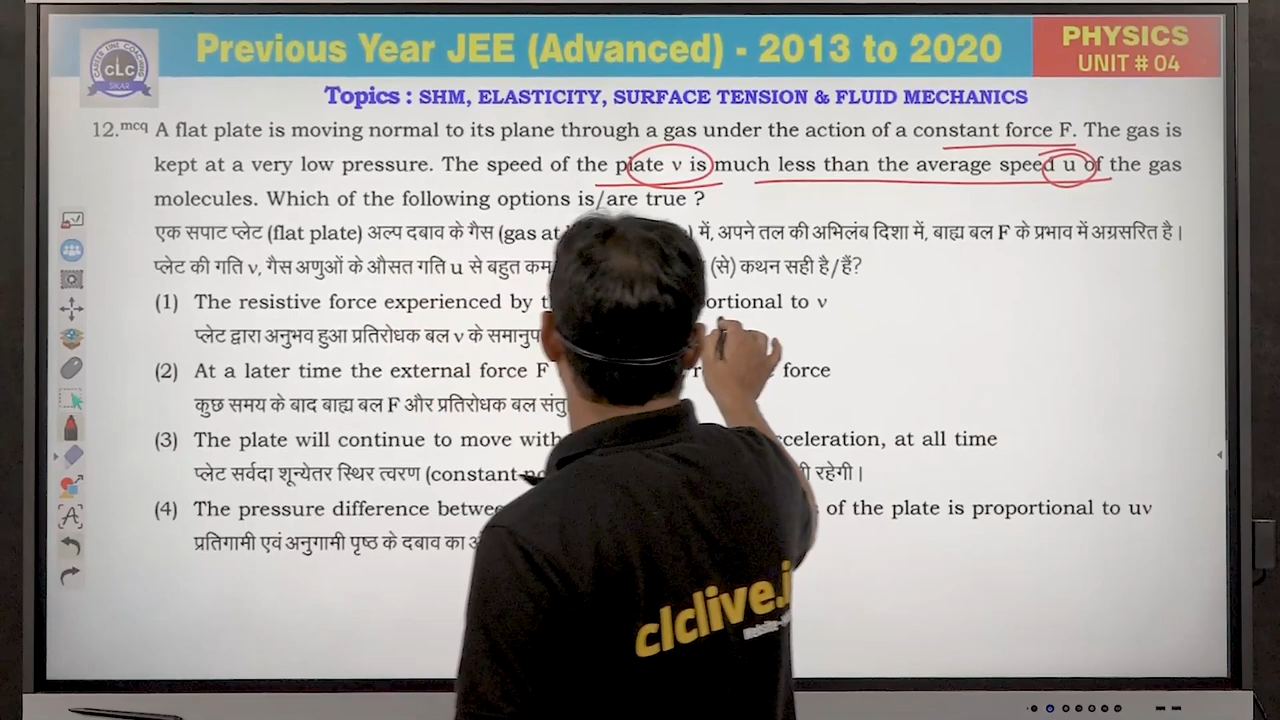 Previous Year JEE (Advanced) - 2013 to 2020
PHYSICS
UNIT # 04
CLC
SIKAR
Topics : SHM, ELASTICITY, SURFACE TENSION & FLUID MECHANICS
12.mcq A flat plate is moving normal to its plane through a gas under the action of a constant force F. The gas is
kept at a very low pressure. The speed of the plate v is much less than the average speed u of the gas
molecules. Which of the following options is/are true ?
एक सपाट प्लेट (flat plate) अल्प दबाव के गैस (gas at ) में, अपने तल की अभिलंब दिशा में, बाह्य बल F के प्रभाव में अग्रसरित है।
प्लेट की गति v, गैस अणुओं के औसत गति u से बहुत कम (से) कथन सही है/हैं?
(1) The resistive force experienced by v
प्लेट द्वारा अनुभव हुआ प्रतिरोधक बल v के
(2) At a later time the external force F force
कुछ समय के बाद बाह्य बल F और प्रतिरोधक बल
(3) The plate will continue to move with at all time
प्लेट सर्वदा शून्येतर स्थिर त्वरण (constant रहेगी।
(4) The pressure difference of the plate is proportional to uv
प्रतिगामी एवं अनुगामी पृष्ठ के दबाव का
clclive.i